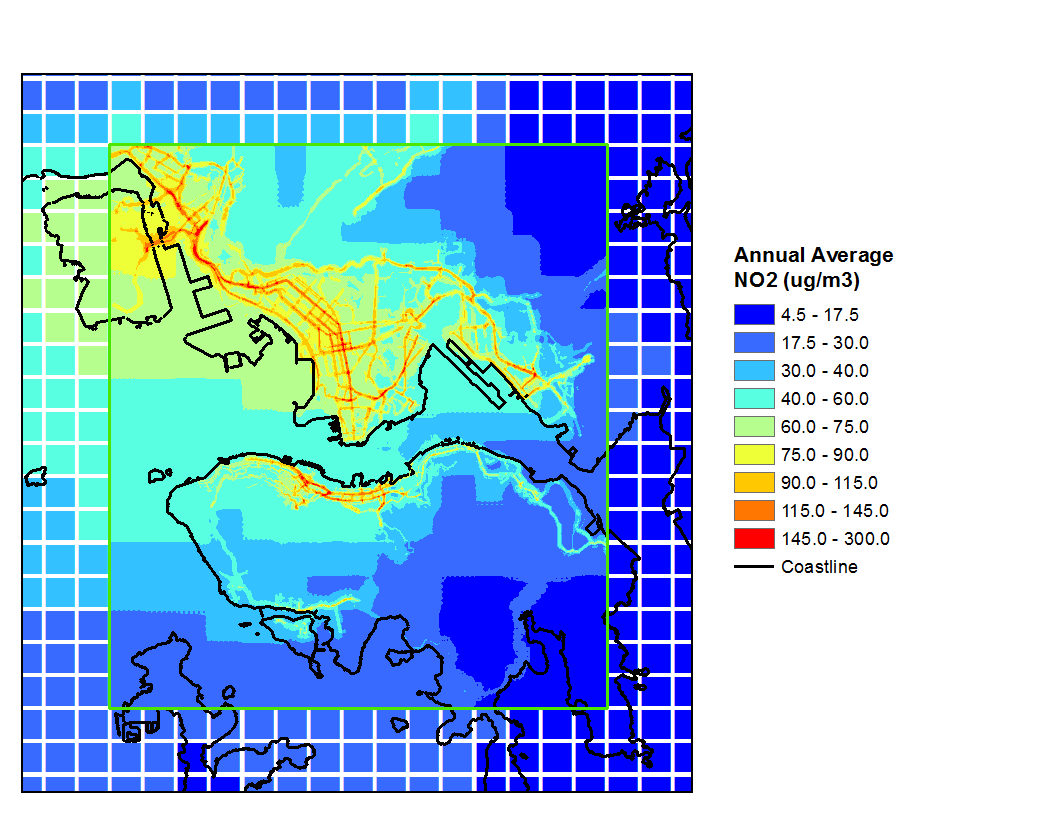 Annual Average
NO2 (ug/m3)
4.5 - 17.5
17.5 - 30.0
30.0 - 40.0
40.0 - 60.0
60.0 - 75.0
75.0 - 90.0
90.0 - 115.0
115.0 - 145.0
145.0 - 300.0
Coastline